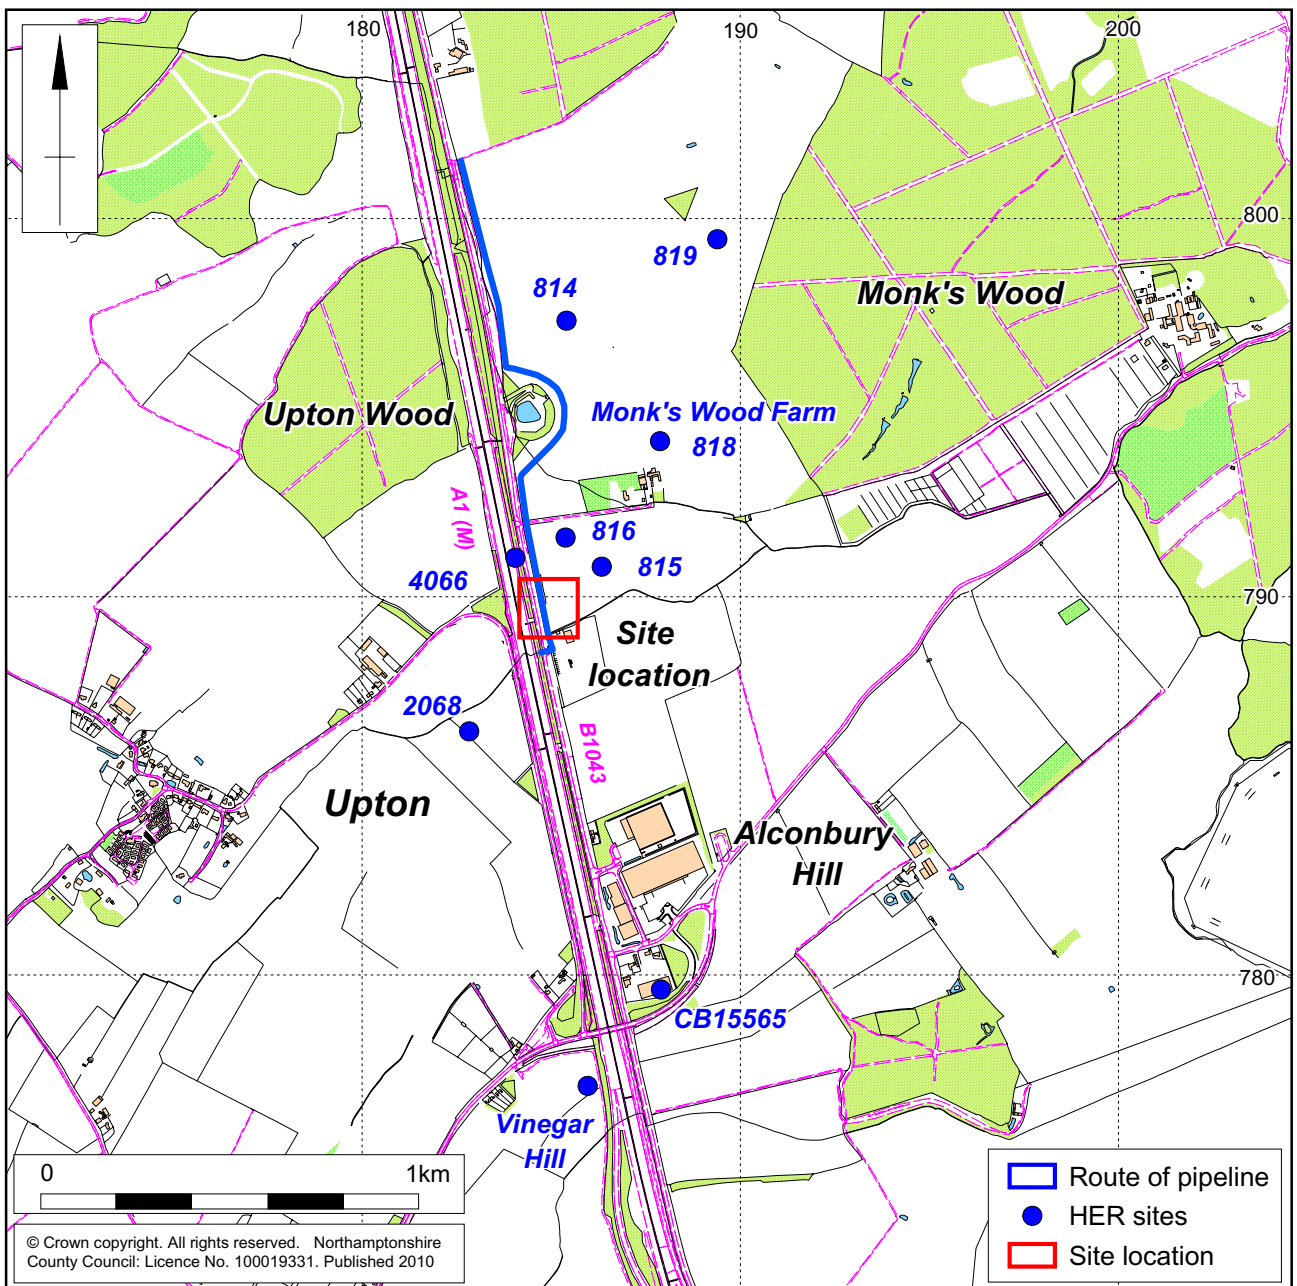 180
190
200
800
819
814
Monk's Wood
Upton Wood
Monk's Wood Farm
818
A1 (M)
816
815
4066
790
Site
location
2068
B1043
Upton
Alconbury
Hill
780
CB15565
Vinegar
Hill
0 1km
© Crown copyright. All rights reserved. Northamptonshire
County Council: Licence No. 100019331. Published 2010
Route of pipeline
HER sites
Site location